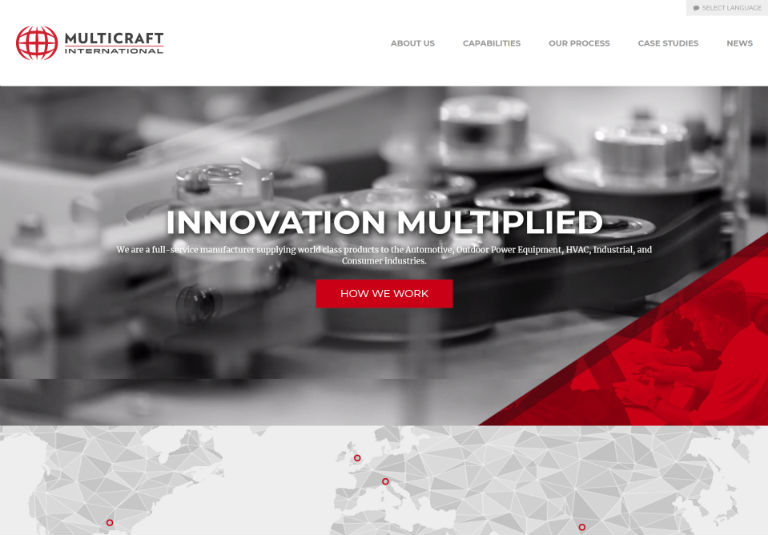 SELECT LANGUAGE
MULTICRAFT
INTERNATIONAL
ABOUT US
CAPABILITIES
OUR PROCESS
CASE STUDIES
NEWS
INNOVATION MULTIPLIED
We are a full-service manufacturer supplying world class products to the Automotive, Outdoor Power Equipment, HVAC, Industrial, and
Consumer industries.
HOW WE WORK